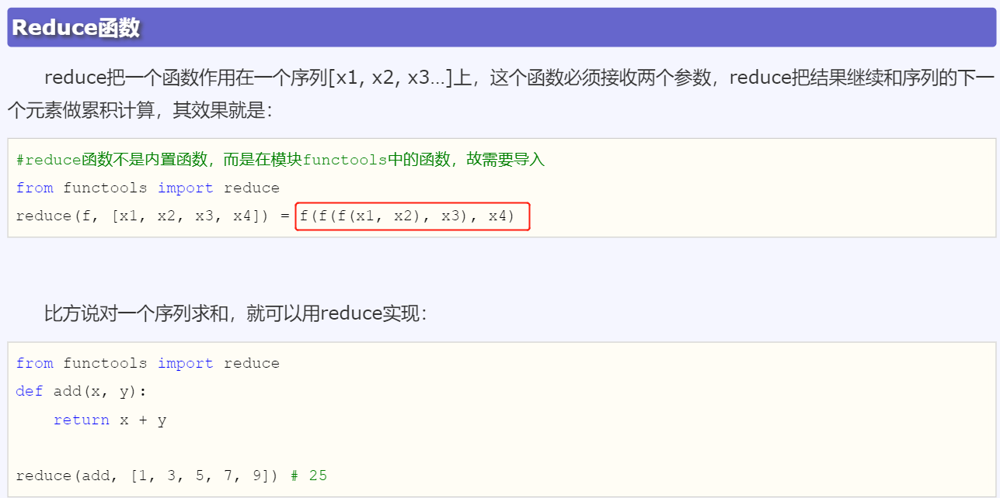 Reduce函数
reduce把一个函数作用在一个序列[x1, x2, x3...]上，这个函数必须接收两个参数，reduce把结果继续和序列的下一
个元素做累积计算，其效果就是：
#reduce函数不是内置函数，而是在模块functools中的函数，故需要导入
from functools import reduce
reduce(f, [x1, x2, x3, x4]) = f(f(f(x1, x2), x3), x4)
比方说对一个序列求和，就可以用reduce实现：
from functools import reduce
def add(x, y):
    return x + y
reduce(add, [1, 3, 5, 7, 9]) # 25